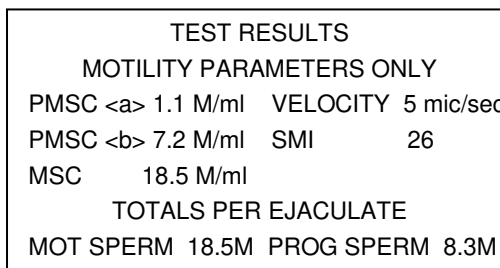 TEST RESULTS
MOTILITY PARAMETERS ONLY
PMSC <a> 1.1 M/ml VELOCITY 5 mic/sec
PMSC <b> 7.2 M/ml SMI 26
MSC 18.5 M/ml
TOTALS PER EJACULATE
MOT SPERM 18.5M PROG SPERM 8.3M